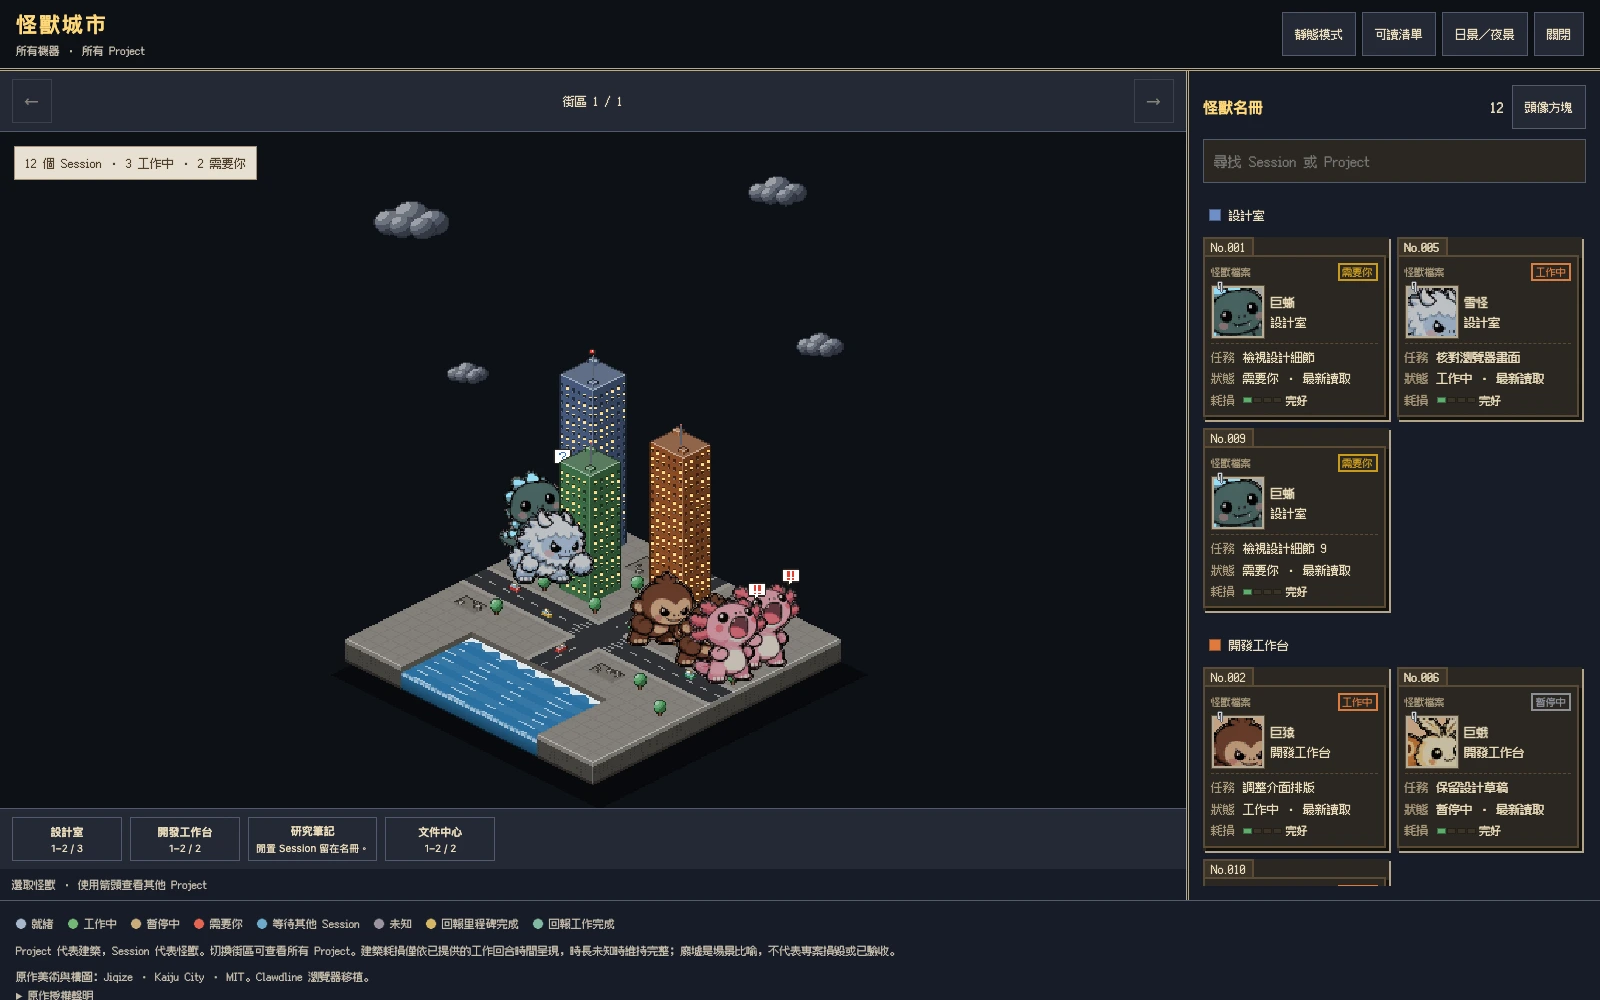 怪獸城市
所有機器 · 所有 Project
靜態模式
可讀清單
日景／夜景
關閉
←
街區 1 / 1
→
12 個 Session · 3 工作中 · 2 需要你
?
!!
!!
設計室
1-2 / 3
開發工作台
1-2 / 2
研究筆記
閒置 Session 留在名冊。
文件中心
1-2 / 2
選取怪獸 · 使用箭頭查看其他 Project
怪獸名冊
12
頭像方塊
尋找 Session 或 Project
設計室
No.001
怪獸檔案
需要你
巨蜥
設計室
任務 檢視設計細節
狀態 需要你 · 最新讀取
耗損 完好
No.005
怪獸檔案
工作中
雪怪
設計室
任務 核對瀏覽器畫面
狀態 工作中 · 最新讀取
耗損 完好
No.009
怪獸檔案
需要你
巨蜥
設計室
任務 檢視設計細節 9
狀態 需要你 · 最新讀取
耗損 完好
開發工作台
No.002
怪獸檔案
工作中
巨猿
開發工作台
任務 調整介面排版
狀態 工作中 · 最新讀取
耗損 完好
No.006
怪獸檔案
暫停中
巨蛾
開發工作台
任務 保留設計草稿
狀態 暫停中 · 最新讀取
耗損 完好
No.010
就緒 工作中 暫停中 需要你 等待其他 Session 未知 回報里程碑完成 回報工作完成
Project 代表建築，Session 代表怪獸。切換街區可查看所有 Project。建築耗損僅依已提供的工作回合時間呈現，時長未知時維持完整；廢墟是場景比喻，不代表專案損毀或已驗收。
原作美術與構圖：Jiqize · Kaiju City · MIT。Clawdline 瀏覽器移植。
▶ 原作授權聲明